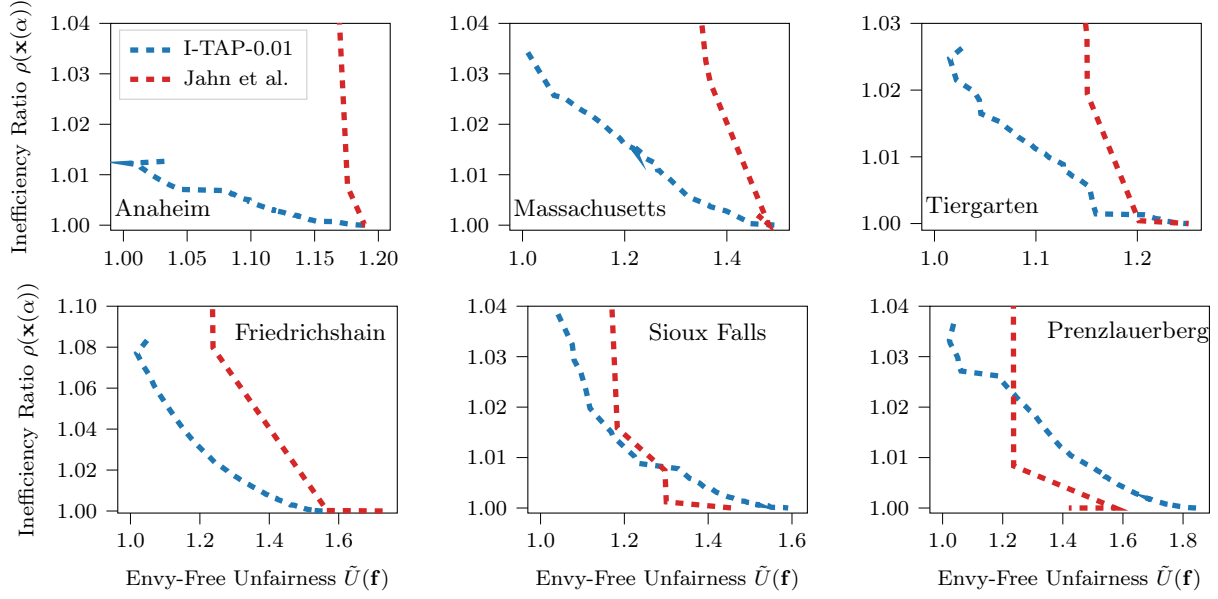 Inefficiency Ratio ρ(x(α))
1.04
1.03
1.02
1.01
1.00
I-TAP-0.01
Jahn et al.
Anaheim
1.00 1.05 1.10 1.15 1.20
1.04
1.03
1.02
1.01
1.00
Massachusetts
1.0 1.2 1.4
1.03
1.02
1.01
1.00
Tiergarten
1.0 1.1 1.2
Inefficiency Ratio ρ(x(α))
1.10
1.08
1.06
1.04
1.02
1.00
Friedrichshain
1.0 1.2 1.4 1.6
Envy-Free Unfairness Ũ(f)
1.04
1.03
1.02
1.01
1.00
Sioux Falls
1.0 1.2 1.4 1.6
Envy-Free Unfairness Ũ(f)
1.04
1.03
1.02
1.01
1.00
Prenzlauerberg
1.0 1.2 1.4 1.6 1.8
Envy-Free Unfairness Ũ(f)